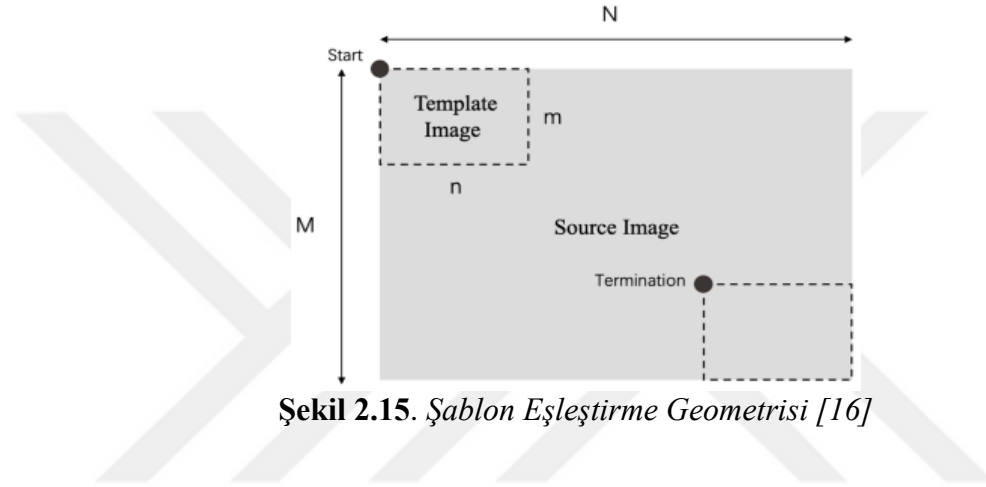 N
Start
Template
Image
m
n
M
Source Image
Termination
Şekil 2.15. Şablon Eşleştirme Geometrisi [16]